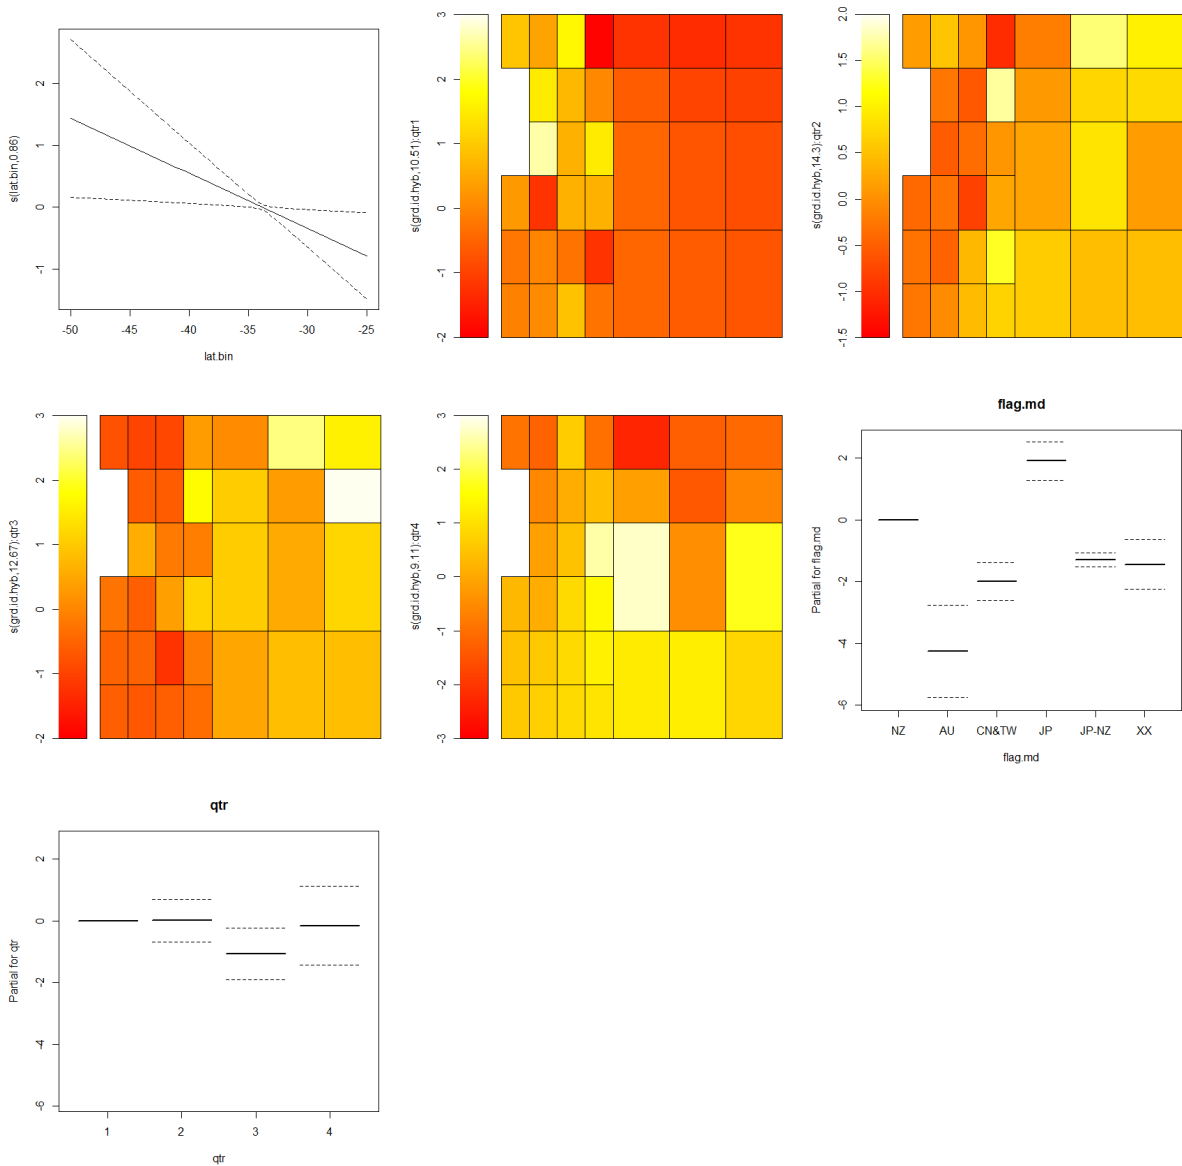 s(lat.bin,0.86)
2
1
0
-1
-50
-45
-40
-35
-30
-25
lat.bin
s(grd.id.hyb,10.51):qtr1
3
2
1
0
-1
-2
s(grd.id.hyb,14.3):qtr2
2.0
1.5
1.0
0.5
0.0
-0.5
-1.0
-1.5
s(grd.id.hyb,12.67):qtr3
3
2
1
0
-1
-2
s(grd.id.hyb,9.11):qtr4
3
2
1
0
-1
-2
-3
flag.md
Partial for flag.md
2
0
-2
-4
-6
NZ
AU
CN&TW
JP
JP-NZ
XX
flag.md
qtr
Partial for qtr
2
0
-2
-4
-6
1
2
3
4
qtr